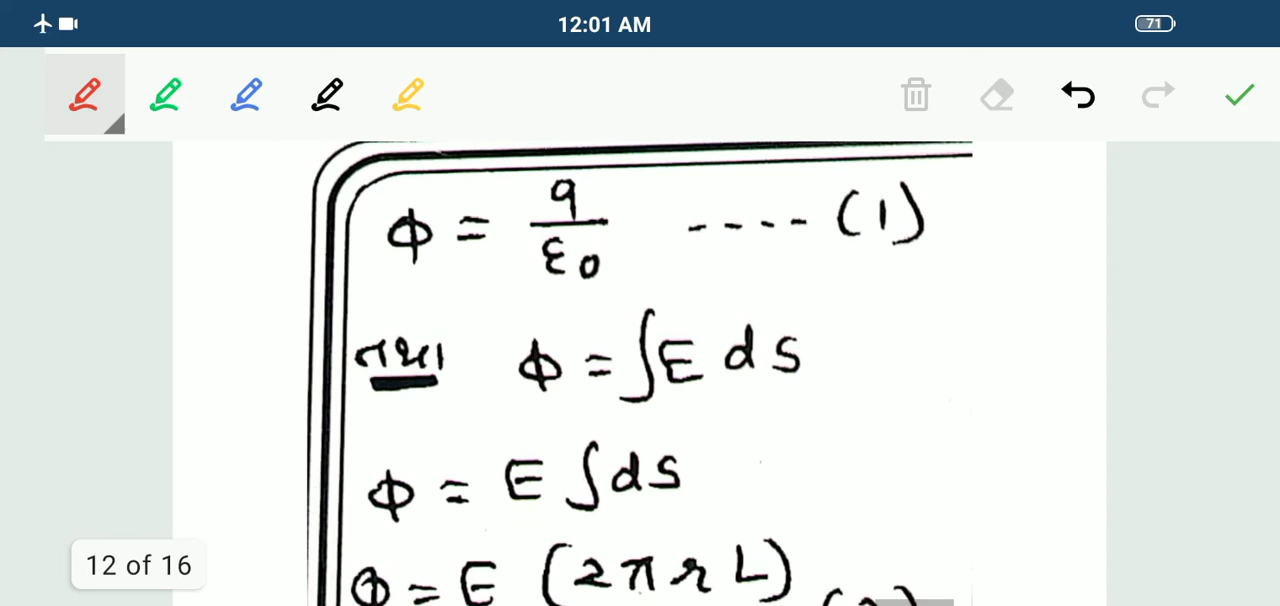 12:01 AM
71
Φ = q/ε0 ---- (1)
તથા Φ = ∫E ds
Φ = E ∫ds
Φ = E (2πrL)
12 of 16